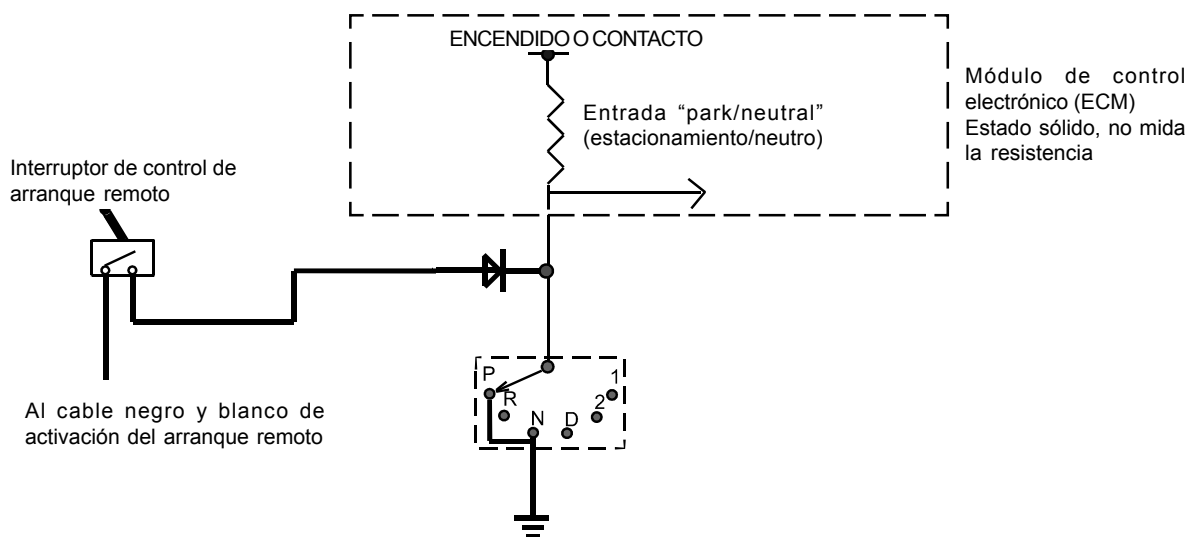 ENCENDIDO O CONTACTO
Entrada “park/neutral”
(estacionamiento/neutro)
Módulo de control
electrónico (ECM)
Estado sólido, no mida
la resistencia
Interruptor de control de
arranque remoto
Al cable negro y blanco de
activación del arranque remoto
P
R
N
D
2
1